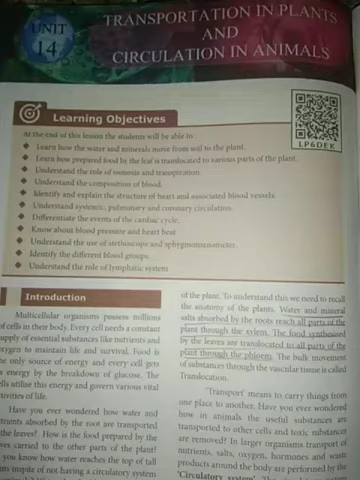 UNIT
14
TRANSPORTATION IN PLANTS
AND
CIRCULATION IN ANIMALS
Learning Objectives
LP6DEK
At the end of this lesson the students will be able to :
Learn how the water and minerals move from soil to the plant.
Learn how prepared food by the leaf is translocated to various parts of the plant.
Understand the role of osmosis and transpiration.
Understand the composition of blood.
Identify and explain the structure of heart and associated blood vessels.
Understand systemic, pulmonary and coronary circulation.
Differentiate the events of the cardiac cycle.
Know about blood pressure and heart beat
Understand the use of stethoscope and sphygmomanometer.
Identify the different blood groups.
Understand the role of lymphatic system
Introduction
Multicellular organisms possess millions
of cells in their body. Every cell needs a constant
supply of essential substances like nutrients and
oxygen to maintain life and survival. Food is
the only source of energy and every cell gets
energy by the breakdown of glucose. The
cells utilise this energy and govern various vital
activities of life.
Have you ever wondered how water and
nutrients absorbed by the root are transported
the leaves? How is the food prepared by the
leaves carried to the other parts of the plant?
you know how water reaches the top of tall
inspite of not having a circulatory system
of the plant. To understand this we need to recall
the anatomy of the plants. Water and mineral
salts absorbed by the roots reach all parts of the
plant through the xylem. The food synthesized
by the leaves are translocated to all parts of the
plant through the phloem. The bulk movement
of substances through the vascular tissue is called
Translocation.
'Transport' means to carry things from
one place to another. Have you ever wondered
how in animals the useful substances are
transported to other cells and toxic substances
are removed? In larger organisms transport of
nutrients, salts, oxygen, hormones and waste
products around the body are performed by the
'Circulatory